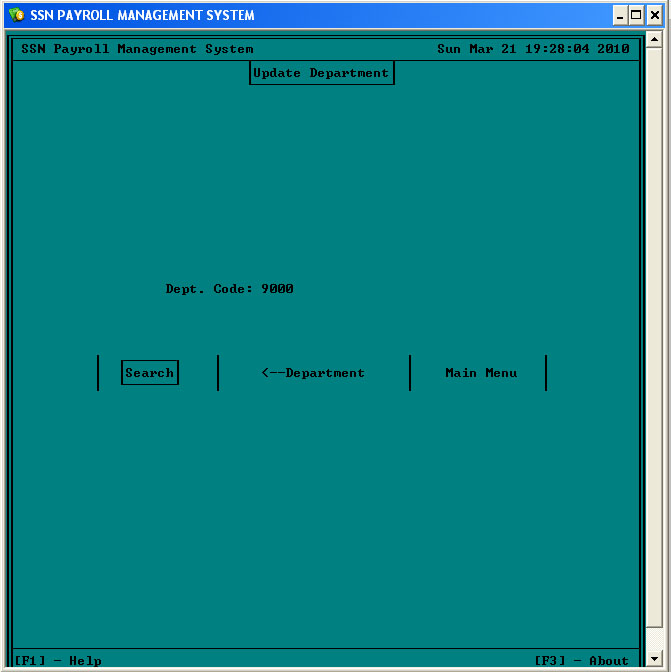 SSN PAYROLL MANAGEMENT SYSTEM
SSN Payroll Management System Sun Mar 21 19:28:04 2010
Update Department
Dept. Code: 9000
Search <--Department Main Menu
[F1] - Help [F3] - About